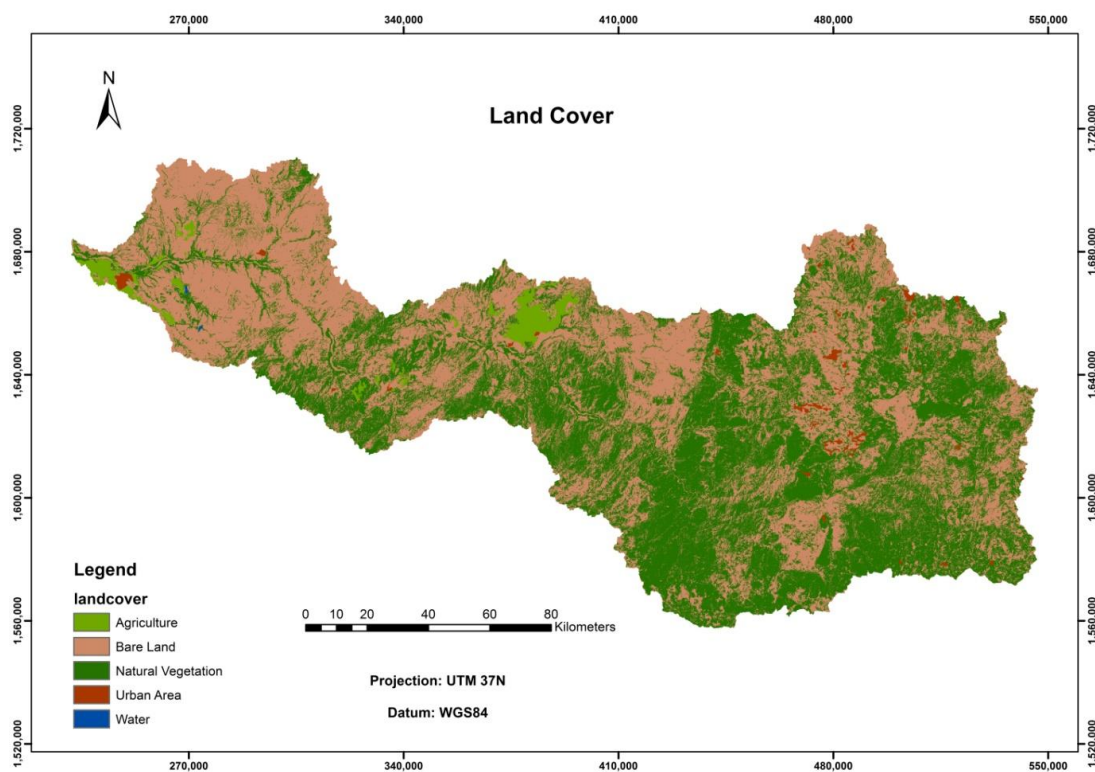 270,000 340,000 410,000 480,000 550,000
N
Land Cover
1,720,000 1,720,000
1,680,000 1,680,000
1,640,000 1,640,000
1,600,000 1,600,000
1,560,000 1,560,000
1,520,000 1,520,000
Legend
landcover
Agriculture
Bare Land
Natural Vegetation
Urban Area
Water
0 10 20 40 60 80
Kilometers
Projection: UTM 37N
Datum: WGS84
270,000 340,000 410,000 480,000 550,000